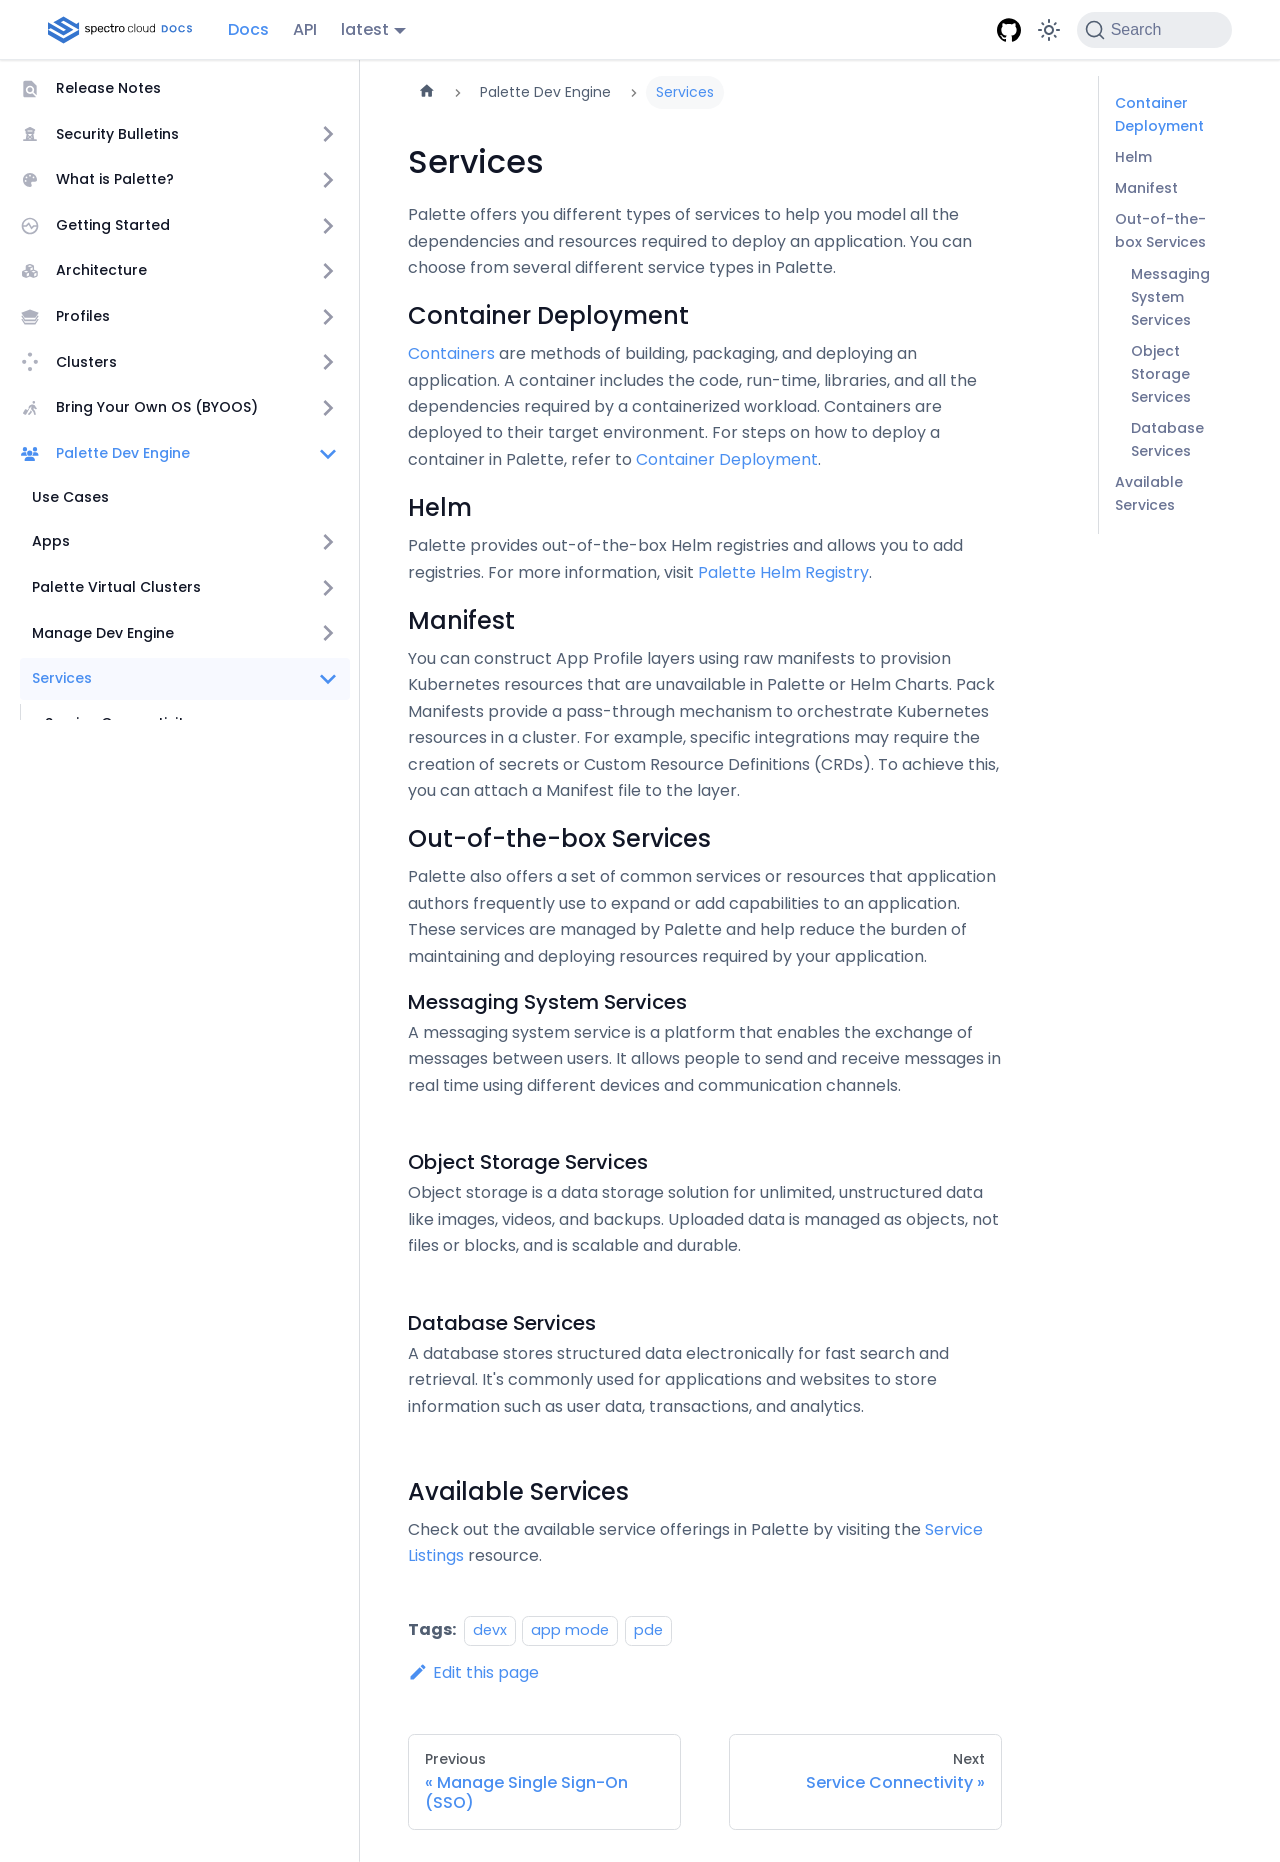 spectro cloud DOCS
Docs
API
latest
Search
Release Notes
Security Bulletins
What is Palette?
Getting Started
Architecture
Profiles
Clusters
Bring Your Own OS (BYOOS)
Palette Dev Engine
Use Cases
Apps
Palette Virtual Clusters
Manage Dev Engine
Services
Palette Dev Engine
Services
Services
Palette offers you different types of services to help you model all the
dependencies and resources required to deploy an application. You can
choose from several different service types in Palette.
Container Deployment
Containers are methods of building, packaging, and deploying an
application. A container includes the code, run-time, libraries, and all the
dependencies required by a containerized workload. Containers are
deployed to their target environment. For steps on how to deploy a
container in Palette, refer to Container Deployment.
Helm
Palette provides out-of-the-box Helm registries and allows you to add
registries. For more information, visit Palette Helm Registry.
Manifest
You can construct App Profile layers using raw manifests to provision
Kubernetes resources that are unavailable in Palette or Helm Charts. Pack
Manifests provide a pass-through mechanism to orchestrate Kubernetes
resources in a cluster. For example, specific integrations may require the
creation of secrets or Custom Resource Definitions (CRDs). To achieve this,
you can attach a Manifest file to the layer.
Out-of-the-box Services
Palette also offers a set of common services or resources that application
authors frequently use to expand or add capabilities to an application.
These services are managed by Palette and help reduce the burden of
maintaining and deploying resources required by your application.
Messaging System Services
A messaging system service is a platform that enables the exchange of
messages between users. It allows people to send and receive messages in
real time using different devices and communication channels.
Object Storage Services
Object storage is a data storage solution for unlimited, unstructured data
like images, videos, and backups. Uploaded data is managed as objects, not
files or blocks, and is scalable and durable.
Database Services
A database stores structured data electronically for fast search and
retrieval. It's commonly used for applications and websites to store
information such as user data, transactions, and analytics.
Available Services
Check out the available service offerings in Palette by visiting the Service
Listings resource.
Tags: devx app mode pde
Edit this page
Previous
« Manage Single Sign-On
(SSO)
Next
Service Connectivity »
Container
Deployment
Helm
Manifest
Out-of-the-
box Services
Messaging
System
Services
Object
Storage
Services
Database
Services
Available
Services